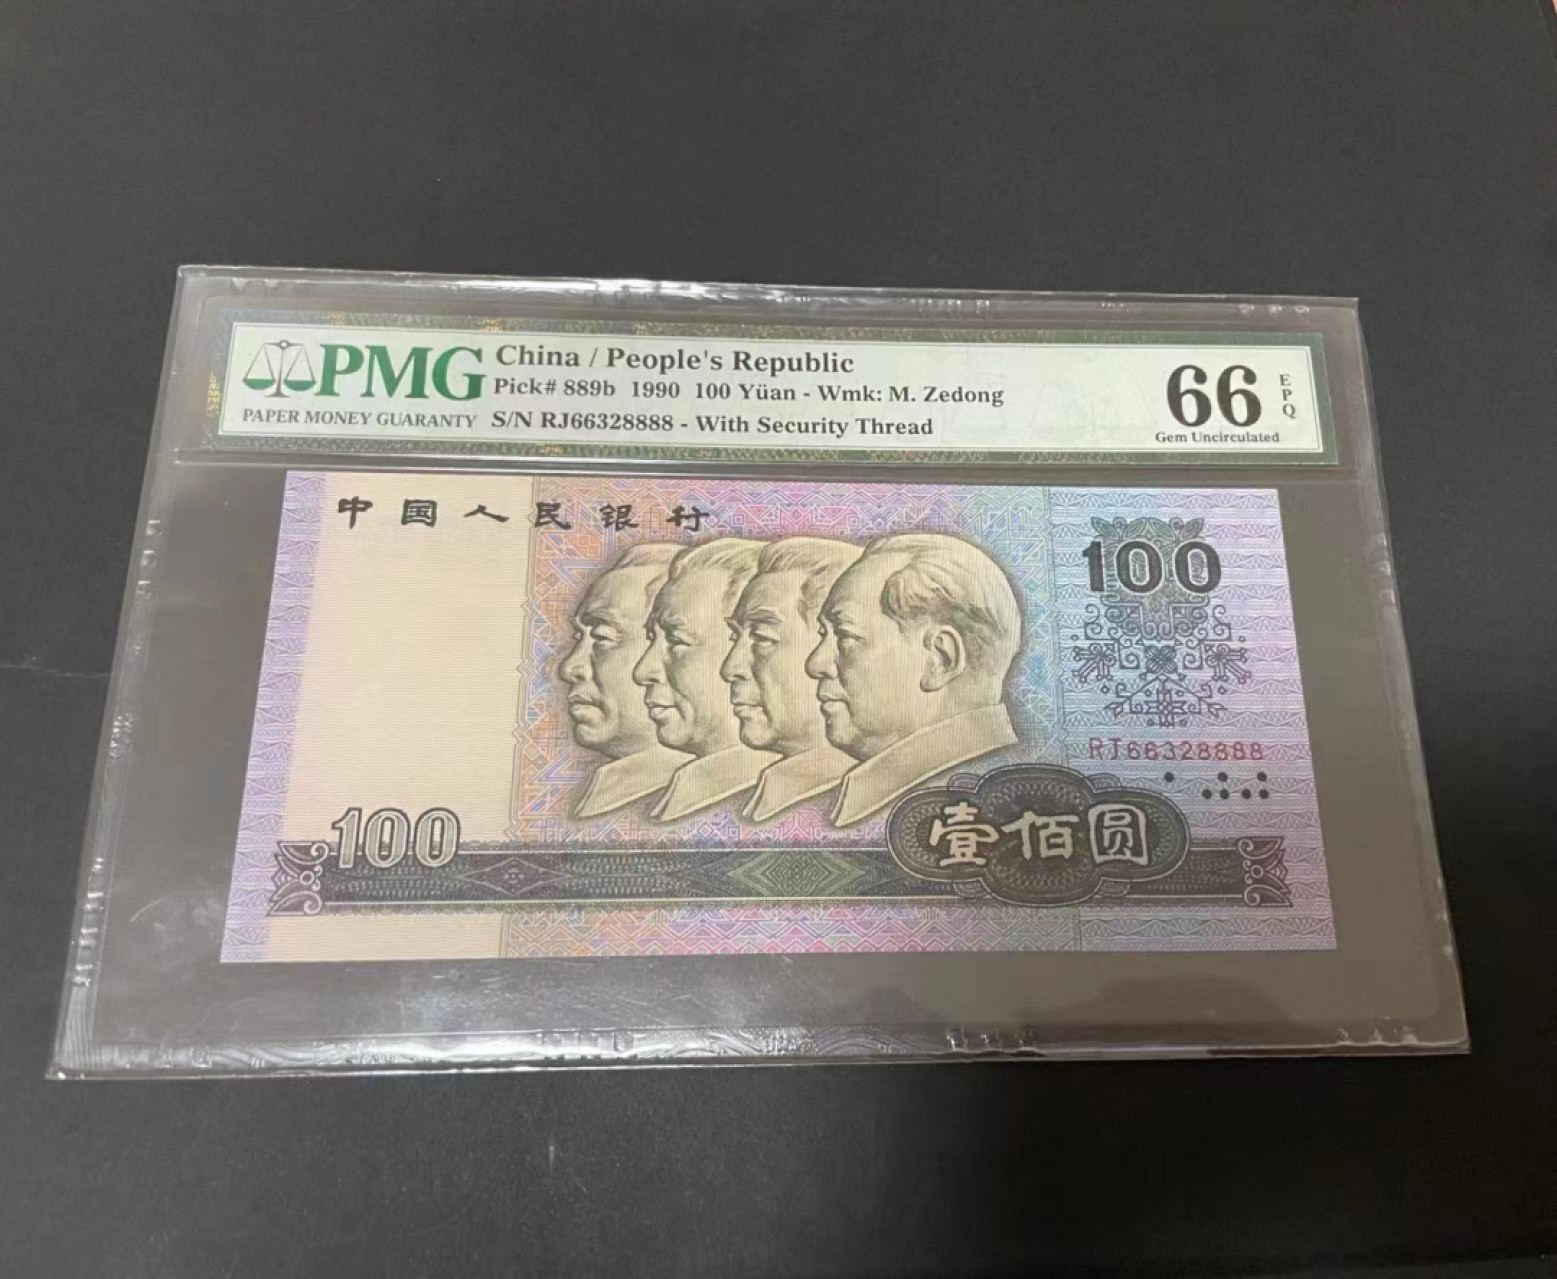 PMG
PAPER MONEY GUARANTY
China / People's Republic
Pick# 889b 1990 100 Yüan - Wmk: M. Zedong
S/N RJ66328888 - With Security Thread
66
EPQ
Gem Uncirculated
中国人民银行
100
RJ66328888
100
壹佰圆